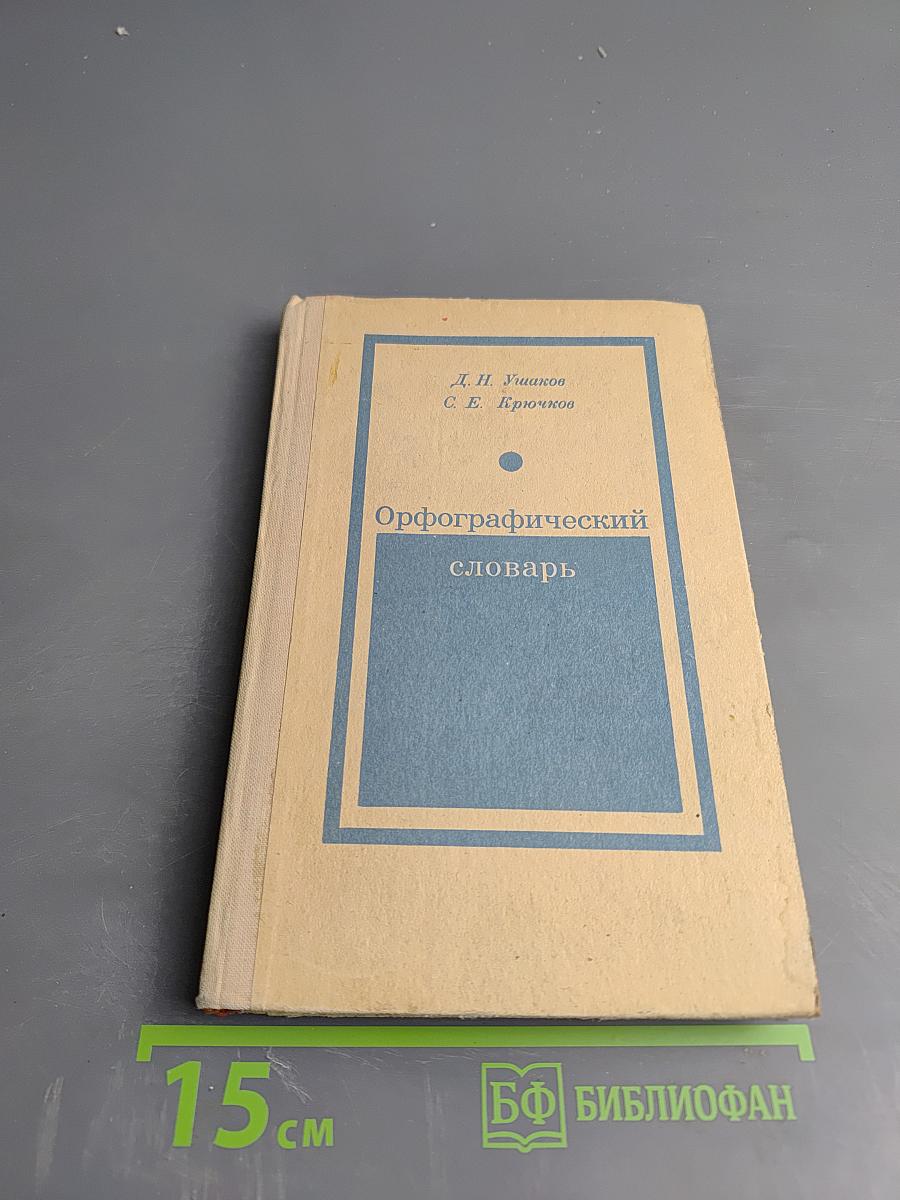 Д. Н. Ушаков
С. Е. Крючков
Орфографический
словарь
15 см
БФ БИБЛИОФАН